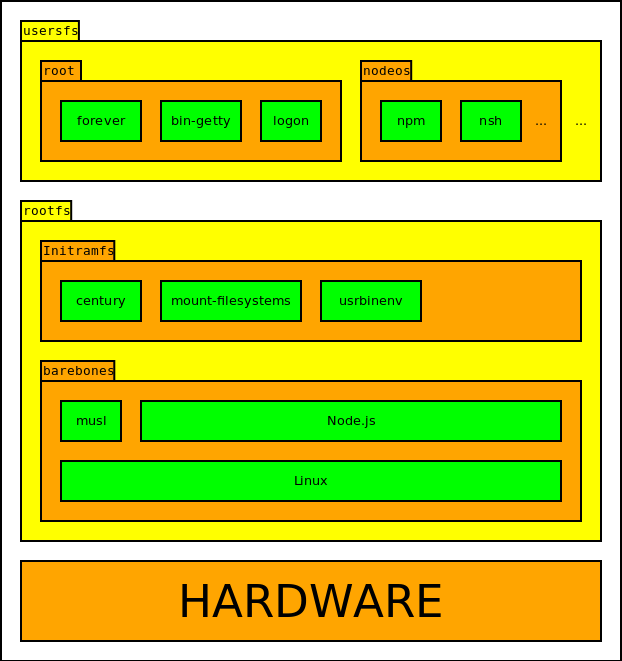 usersfs
root
nodeos
forever
bin-getty
logon
npm
nsh
...
...
rootfs
Initramfs
century
mount-filesystems
usrbinenv
barebones
musl
Node.js
Linux
HARDWARE